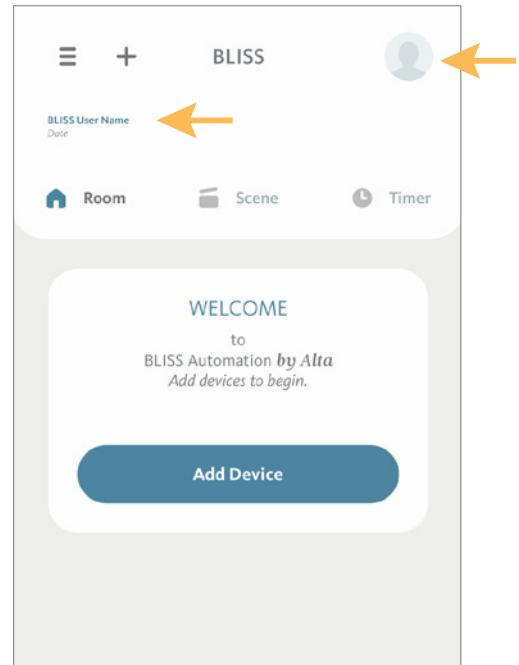 BLISS
BLISS User Name
Date
Room Scene Timer
WELCOME
to
BLISS Automation by Alta
Add devices to begin.
Add Device